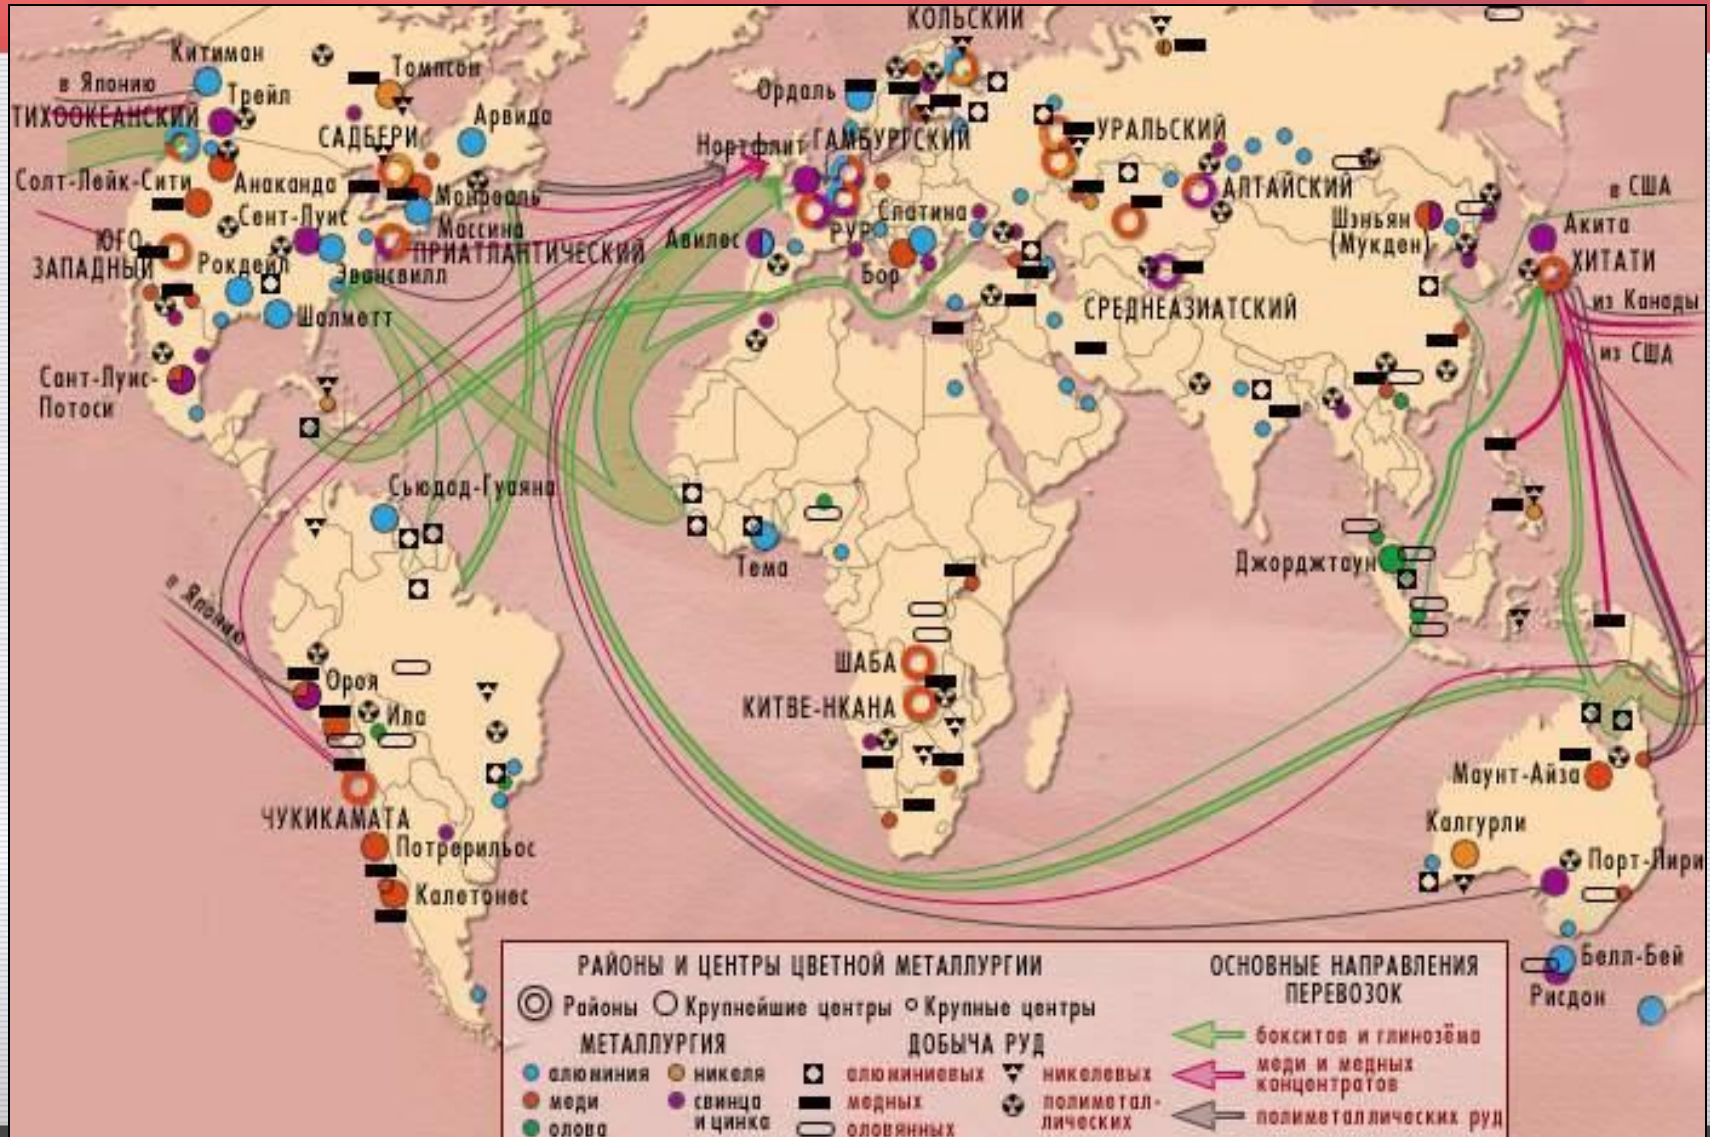 КОЛЬСКИЙ
Китимат
Томпсон
в Японию
Трейл
Ордаль
ТИХООКЕАНСКИЙ
САДБЕРИ
Арвида
Нортфлит
ГАМБУРГСКИЙ
УРАЛЬСКИЙ
Солт-Лейк-Сити
Анаканда
Монреаль
АЛТАЙСКИЙ
в США
Сент-Луис
Массина
Слатина
Шэньян
(Мукден)
Акита
ЮГО-
ЗАПАДНЫЙ
ПРИАТЛАНТИЧЕСКИЙ
Авилес
РУР
Рокдейл
Эвансвилл
Бор
ХИТАТИ
Шалметт
СРЕДНЕАЗИАТСКИЙ
из Канады
из США
Сант-Луис-
Потоси
Сьюдад-Гуаяна
Тема
Джорджтаун
в Японию
ШАБА
Ороя
КИТВЕ-НКАНА
Ила
Маунт-Айза
ЧУКИКАМАТА
Калгурли
Потрерильос
Порт-Пири
Калетонес
Белл-Бей
Рисдон
РАЙОНЫ И ЦЕНТРЫ ЦВЕТНОЙ МЕТАЛЛУРГИИ
Районы Крупнейшие центры Крупные центры
МЕТАЛЛУРГИЯ
алюминия
меди
олова
никеля
свинца
и цинка
ДОБЫЧА РУД
алюминиевых
медных
оловянных
никелевых
полиметал-
лических
ОСНОВНЫЕ НАПРАВЛЕНИЯ
ПЕРЕВОЗОК
бокситов и глинозёма
меди и медных
концентратов
полиметаллических руд